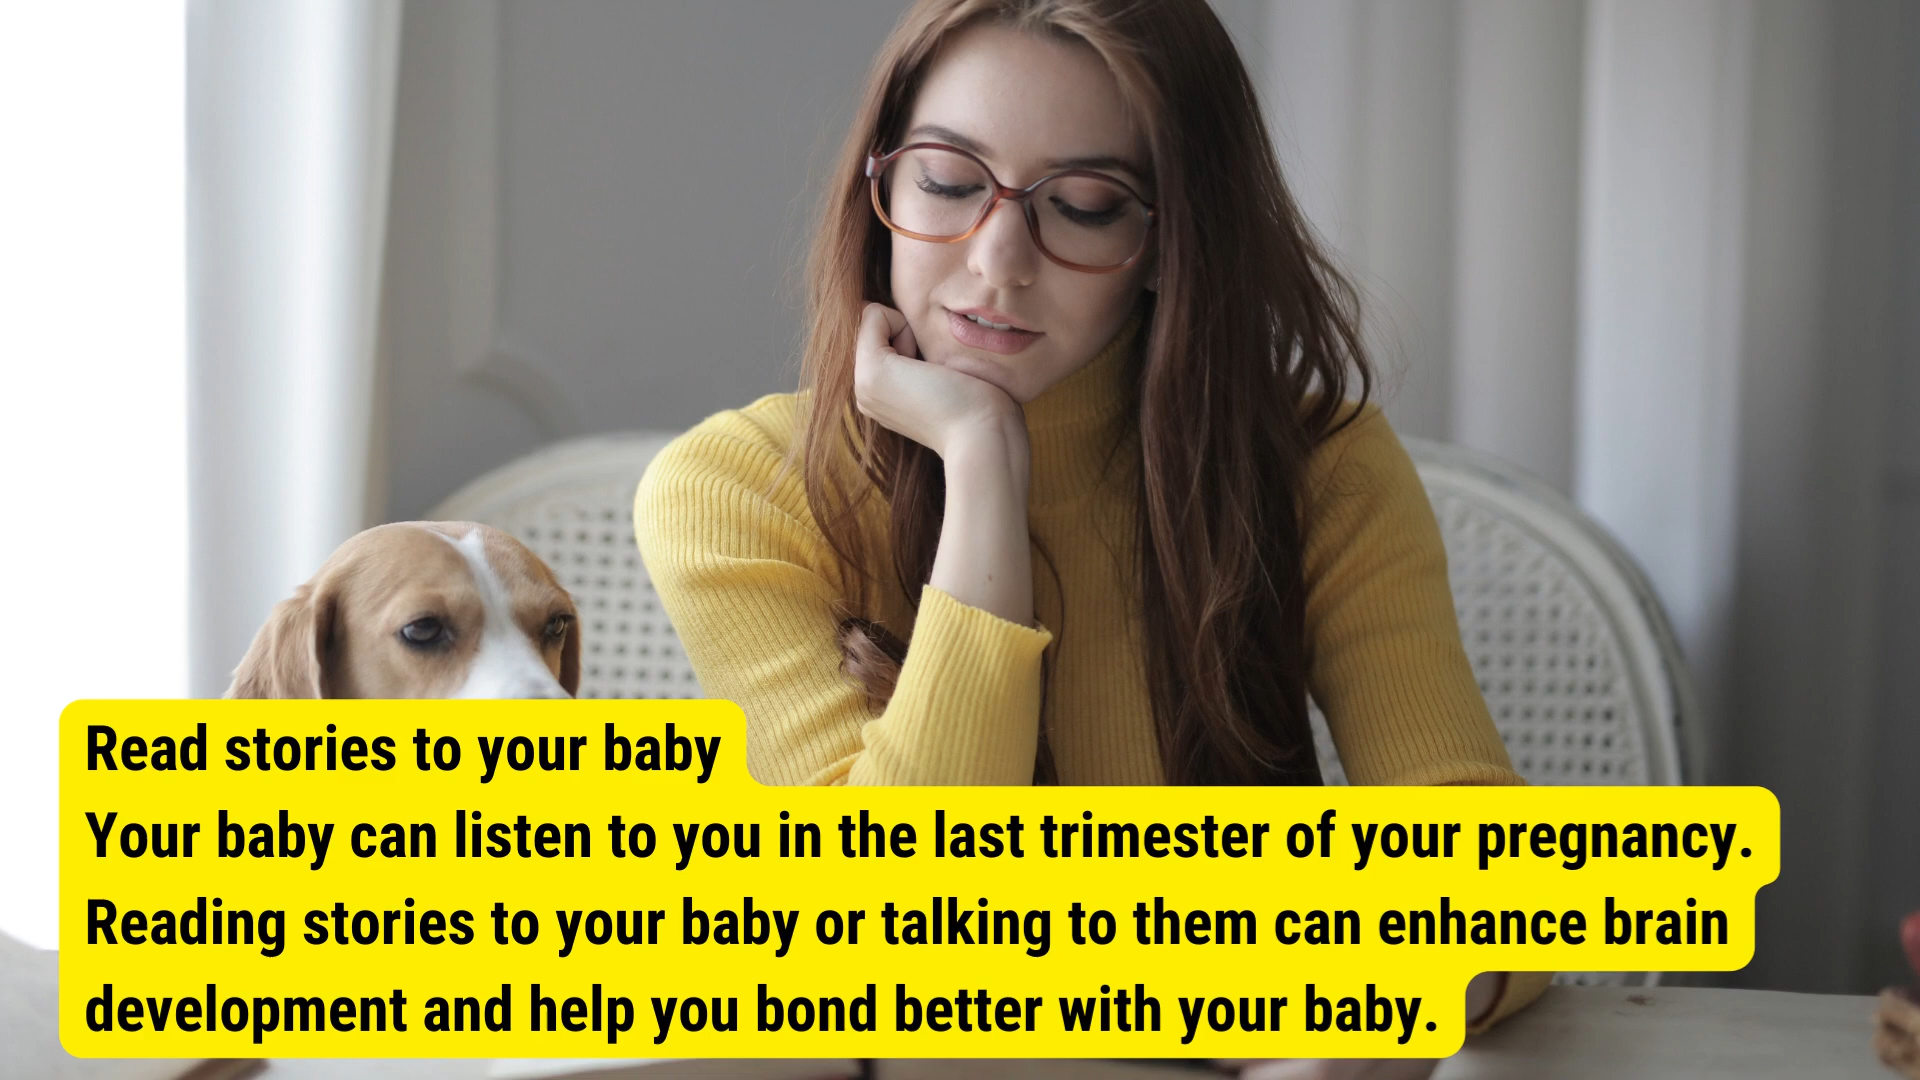 Read stories to your baby
Your baby can listen to you in the last trimester of your pregnancy.
Reading stories to your baby or talking to them can enhance brain
development and help you bond better with your baby.